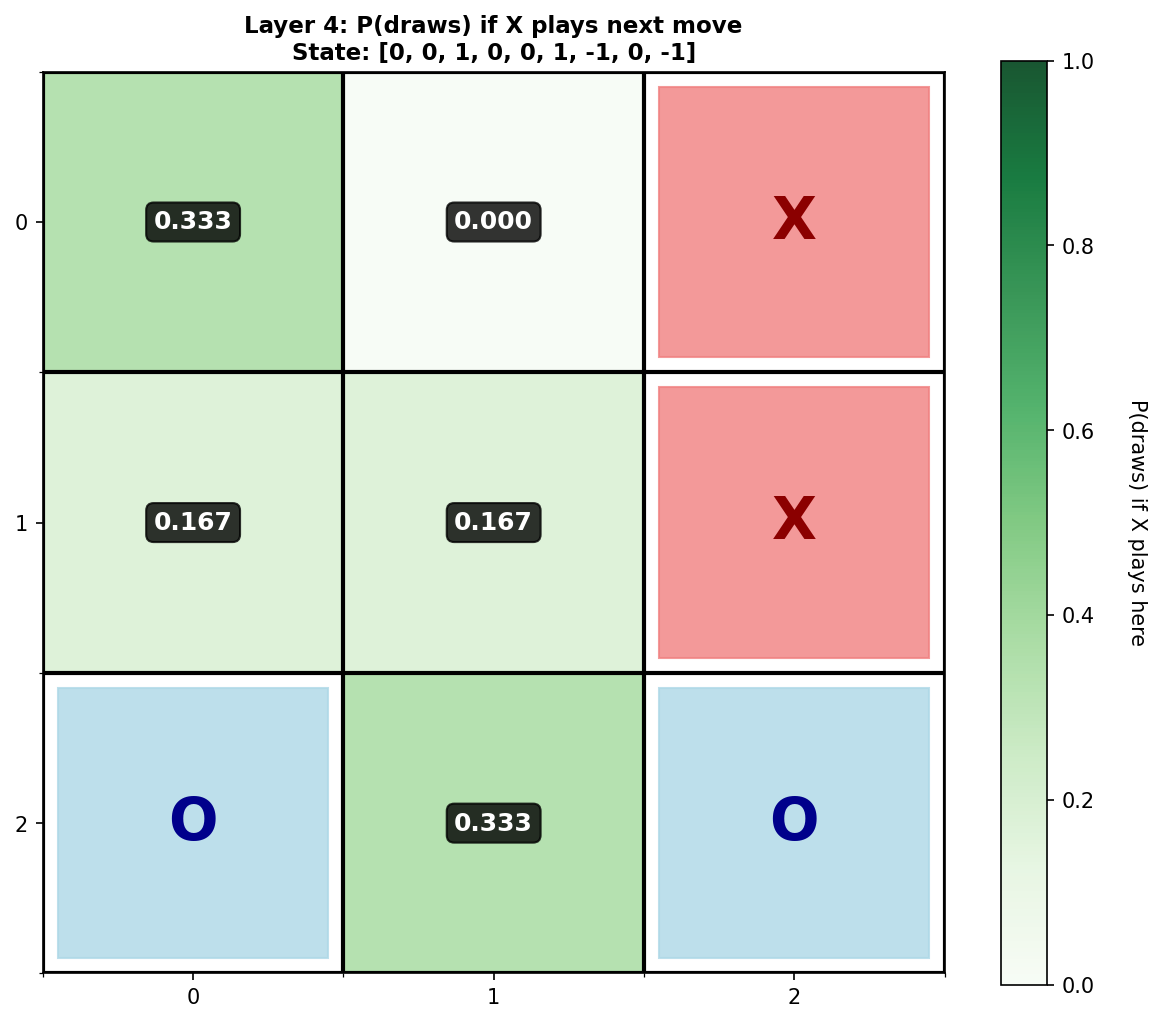 Layer 4: P(draws) if X plays next move
State: [0, 0, 1, 0, 0, 1, -1, 0, -1]
0.333
0.000
X
0.167
0.167
X
O
0.333
O
0
1
2
0
1
2
1.0
0.8
0.6
0.4
0.2
0.0
P(draws) if X plays here